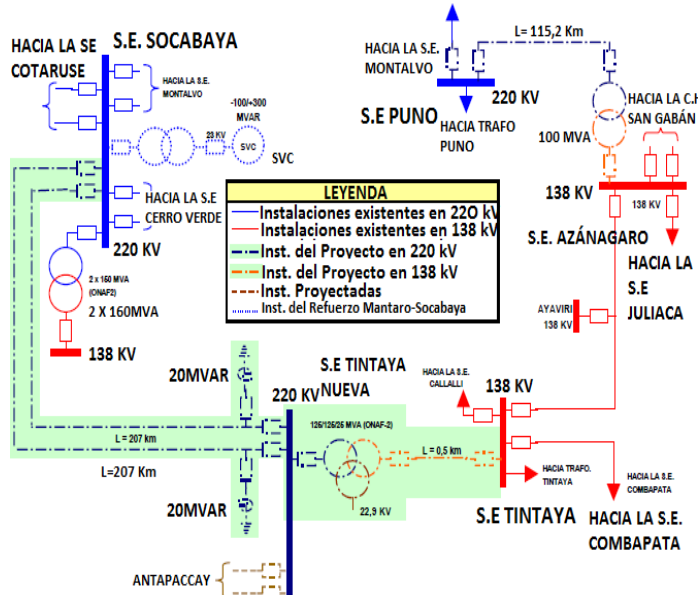 HACIA LA SE
COTARUSE
S.E. SOCABAYA
HACIA LA S.E.
MONTALVO
-100/+300
MVAR
23 KV
SVC
SVC
HACIA LA S.E
CERRO VERDE
220 KV
2 x 150 MVA
(ONAF2)
2 X 160MVA
138 KV
HACIA LA S.E.
MONTALVO
L= 115,2 Km
S.E PUNO
220 KV
HACIA TRAFO
PUNO
HACIA LA C.H
SAN GABÁN
100 MVA
138 KV
138 KV
S.E. AZÁNAGARO
HACIA LA
S.E
JULIACA
AYAVIRI
138 KV
LEYENDA
Instalaciones existentes en 220 kV
Instalaciones existentes en 138 kV
Inst. del Proyecto en 220 kV
Inst. del Proyecto en 138 kV
Inst. Proyectadas
Inst. del Refuerzo Mantaro-Socabaya
20MVAR
220 KV
S.E TINTAYA
NUEVA
HACIA LA S.E.
CALLALLI
138 KV
125/125/25 MVA (ONAF-2)
L = 207 km
L = 0,5 km
L=207 Km
HACIA TRAFO.
TINTAYA
HACIA LA S.E.
COMBAPATA
20MVAR
22,9 KV
S.E TINTAYA
HACIA LA S.E.
COMBAPATA
ANTAPACCAY